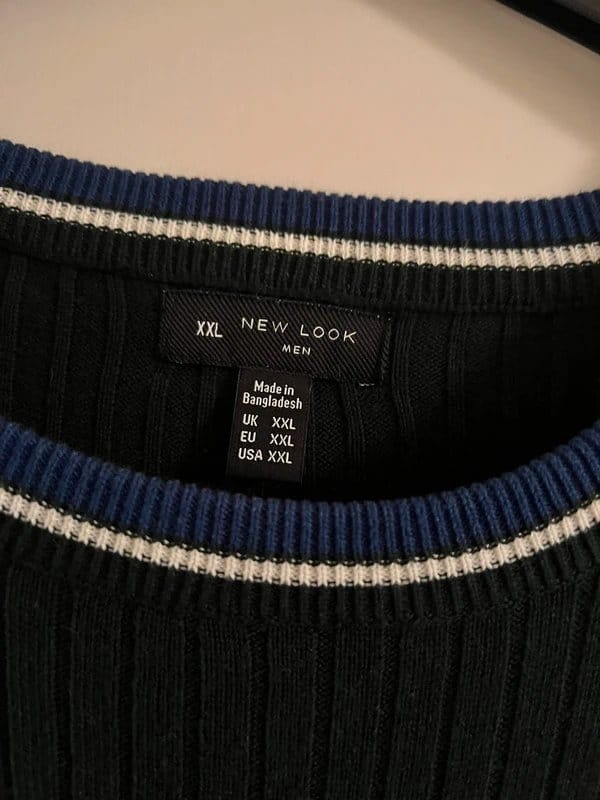 XXL NEW LOOK
MEN
Made in
Bangladesh
UK XXL
EU XXL
USA XXL